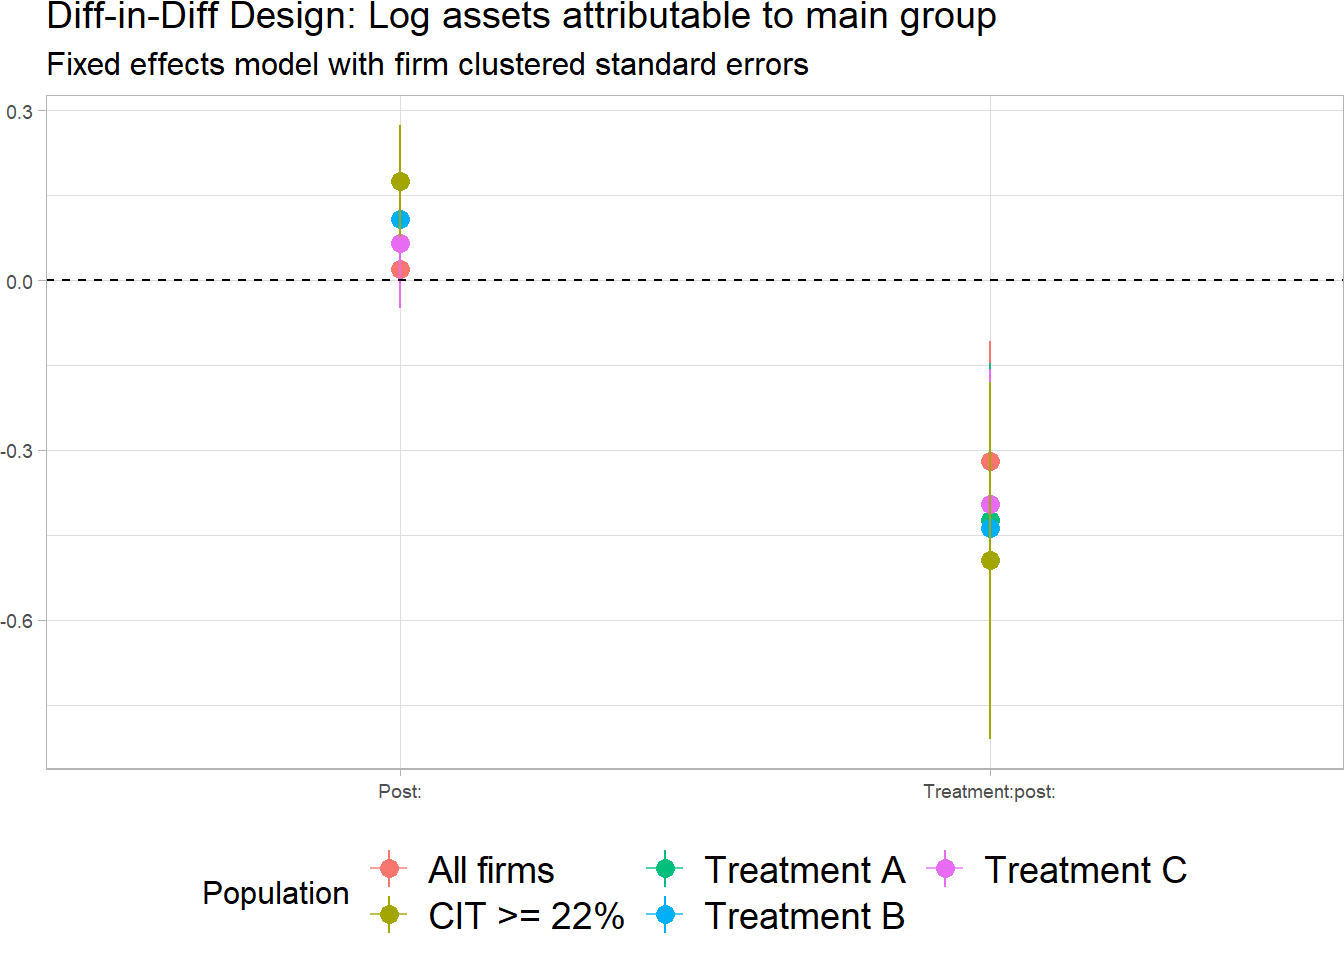 Diff-in-Diff Design: Log assets attributable to main group
Fixed effects model with firm clustered standard errors
0.3
0.0
-0.3
-0.6
Post:
Treatment:post:
Population
All firms
Treatment A
Treatment C
CIT >= 22%
Treatment B